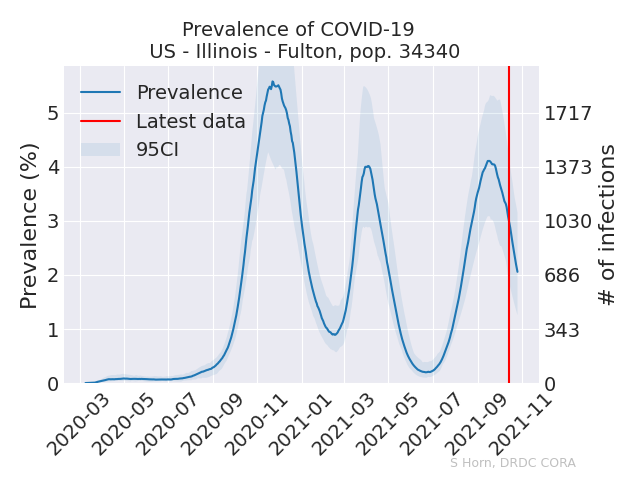 Prevalence of COVID-19
US - Illinois - Fulton, pop. 34340
Prevalence
Latest data
95CI
Prevalence (%)
5
4
3
2
1
0
1717
1373
1030
686
343
0
# of infections
2020-03
2020-05
2020-07
2020-09
2020-11
2021-01
2021-03
2021-05
2021-07
2021-09
2021-11
S Horn, DRDC CORA